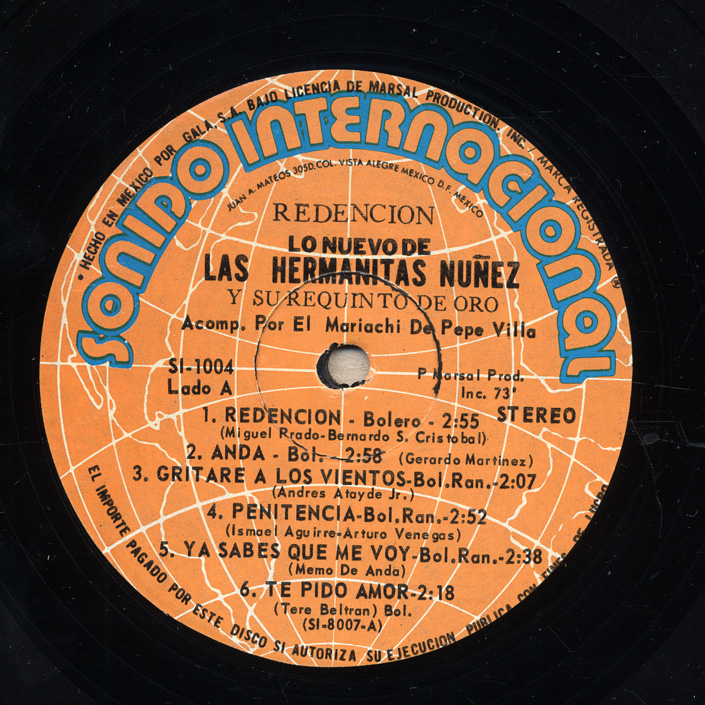 • HECHO EN MEXICO POR GALA, S.A. BAJO LICENCIA DE MARSAL PRODUCTION, INC. / MARCA REGISTRADA ®
SONIDO INTERNACIONAL
JUAN A. MATEOS 305D, COL. VISTA ALEGRE MEXICO D.F. MEXICO
REDENCION
LO NUEVO DE
LAS HERMANITAS NUÑEZ
Y SU REQUINTO DE ORO
Acomp. Por El Mariachi De Pepe Villa
SI-1004
Lado A
P Marsal Prod.
Inc. 73'
STEREO
1. REDENCION - Bolero - 2:55
(Miguel Prado-Bernardo S. Cristobal)
2. ANDA - Bol- -2:58 (Gerardo Martinez)
3. GRITARE A LOS VIENTOS-Bol.Ran.-2:07
(Andres Atayde Jr.)
4. PENITENCIA-Bol.Ran.-2:52
(Ismael Aguirre-Arturo Venegas)
5. YA SABES QUE ME VOY-Bol.Ran.-2:38
(Memo De Anda)
6. TE PIDO AMOR-2:18
(Tere Beltran) Bol.
(SI-8007-A)
EL IMPORTE PAGADO POR ESTE DISCO SI AUTORIZA SU EJECUCION PUBLICA CON FINES DE LUCRO